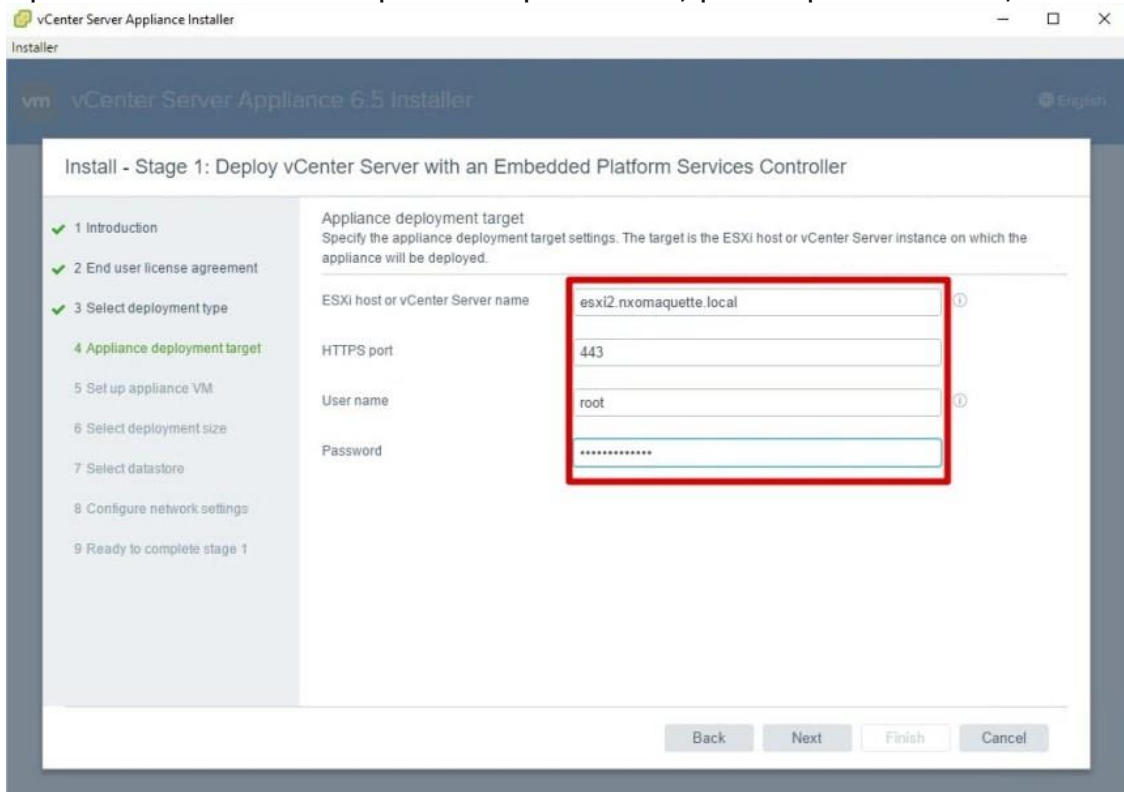 vCenter Server Appliance Installer
Installer
vm vCenter Server Appliance 6.5 Installer English
Install - Stage 1: Deploy vCenter Server with an Embedded Platform Services Controller
1 Introduction
2 End user license agreement
3 Select deployment type
4 Appliance deployment target
5 Set up appliance VM
6 Select deployment size
7 Select datastore
8 Configure network settings
9 Ready to complete stage 1
Appliance deployment target
Specify the appliance deployment target settings. The target is the ESXi host or vCenter Server instance on which the
appliance will be deployed.
ESXi host or vCenter Server name esxi2.nxomaquette.local
HTTPS port 443
User name root
Password •••••••••••••
Back Next Finish Cancel